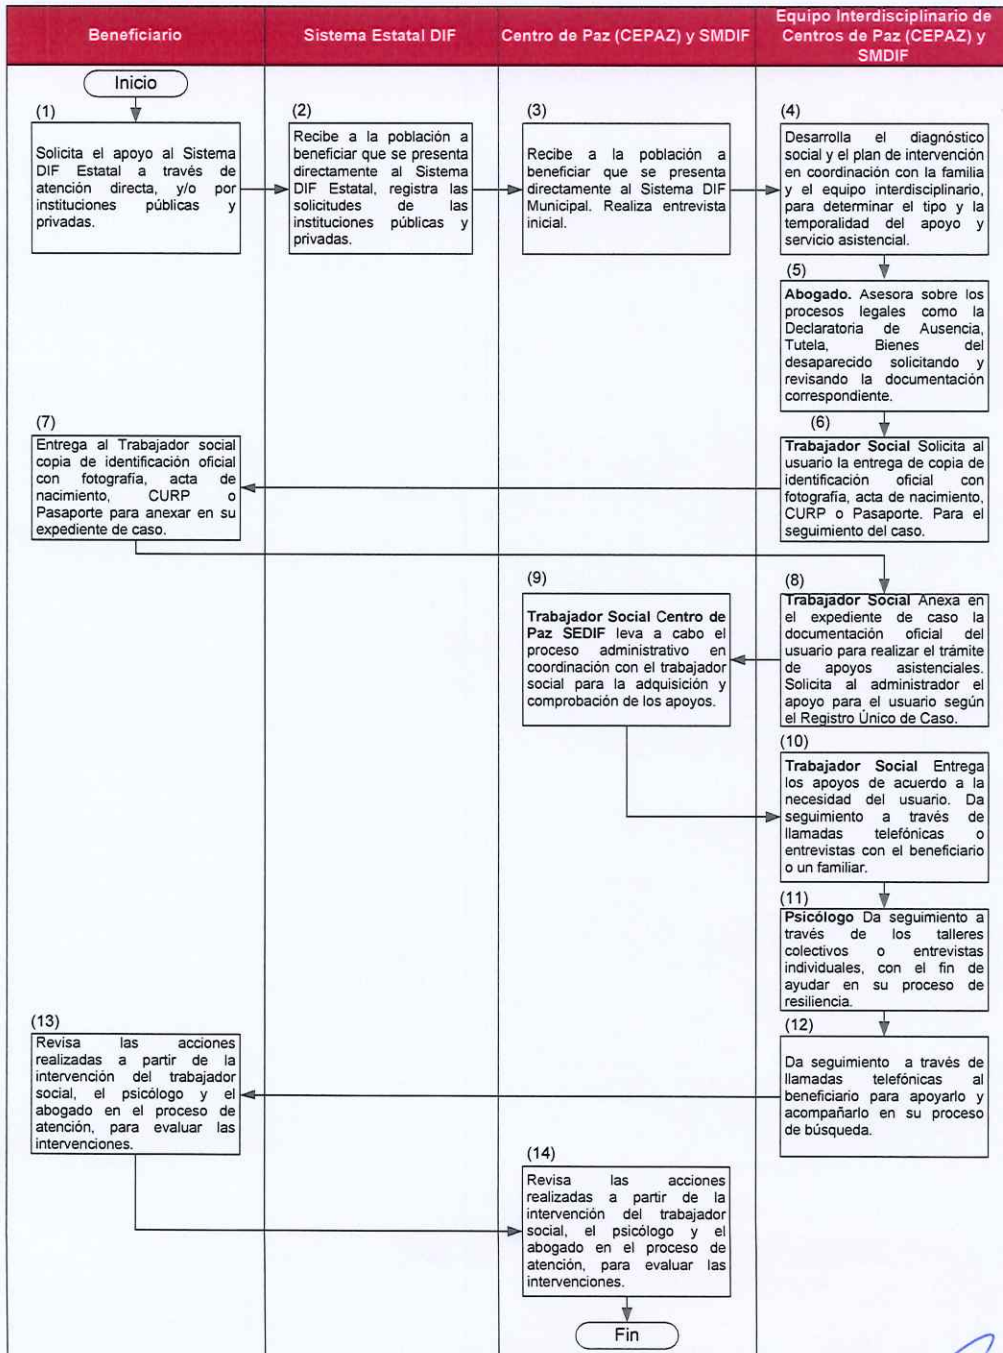 Beneficiario
Sistema Estatal DIF
Centro de Paz (CEPAZ) y SMDIF
Equipo Interdisciplinario de
Centros de Paz (CEPAZ) y
SMDIF
Inicio
(1)
Solicita el apoyo al Sistema
DIF Estatal a través de
atención directa, y/o por
instituciones públicas y
privadas.
(2)
Recibe a la población a
beneficiar que se presenta
directamente al Sistema
DIF Estatal, registra las
solicitudes de las
instituciones públicas y
privadas.
(3)
Recibe a la población a
beneficiar que se presenta
directamente al Sistema DIF
Municipal. Realiza entrevista
inicial.
(4)
Desarrolla el diagnóstico
social y el plan de intervención
en coordinación con la familia
y el equipo interdisciplinario,
para determinar el tipo y la
temporalidad del apoyo y
servicio asistencial.
(5)
Abogado. Asesora sobre los
procesos legales como la
Declaratoria de Ausencia,
Tutela, Bienes del
desaparecido solicitando y
revisando la documentación
correspondiente.
(6)
Trabajador Social Solicita al
usuario la entrega de copia de
identificación oficial con
fotografía, acta de nacimiento,
CURP o Pasaporte. Para el
seguimiento del caso.
(7)
Entrega al Trabajador social
copia de identificación oficial
con fotografía, acta de
nacimiento, CURP o
Pasaporte para anexar en su
expediente de caso.
(8)
Trabajador Social Anexa en
el expediente de caso la
documentación oficial del
usuario para realizar el trámite
de apoyos asistenciales.
Solicita al administrador el
apoyo para el usuario según
el Registro Único de Caso.
(9)
Trabajador Social Centro de
Paz SEDIF leva a cabo el
proceso administrativo en
coordinación con el trabajador
social para la adquisición y
comprobación de los apoyos.
(10)
Trabajador Social Entrega
los apoyos de acuerdo a la
necesidad del usuario. Da
seguimiento a través de
llamadas telefónicas o
entrevistas con el beneficiario
o un familiar.
(11)
Psicólogo Da seguimiento a
través de los talleres
colectivos o entrevistas
individuales, con el fin de
ayudar en su proceso de
resiliencia.
(12)
Da seguimiento a través de
llamadas telefónicas al
beneficiario para apoyarlo y
acompañarlo en su proceso
de búsqueda.
(13)
Revisa las acciones
realizadas a partir de la
intervención del trabajador
social, el psicólogo y el
abogado en el proceso de
atención, para evaluar las
intervenciones.
(14)
Revisa las acciones
realizadas a partir de la
intervención del trabajador
social, el psicólogo y el
abogado en el proceso de
atención, para evaluar las
intervenciones.
Fin